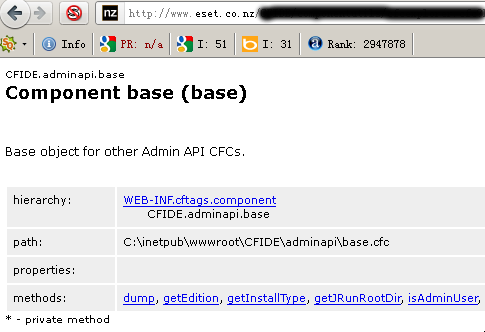 nz http://www.eset.co.nz/
Info PR: n/a I: 51 I: 31 Rank: 2947878
CFIDE.adminapi.base
Component base (base)
Base object for other Admin API CFCs.
hierarchy: WEB-INF.cftags.component
CFIDE.adminapi.base
path: C:\inetpub\wwwroot\CFIDE\adminapi\base.cfc
properties:
methods: dump, getEdition, getInstallType, getJRunRootDir, isAdminUser,
* - private method